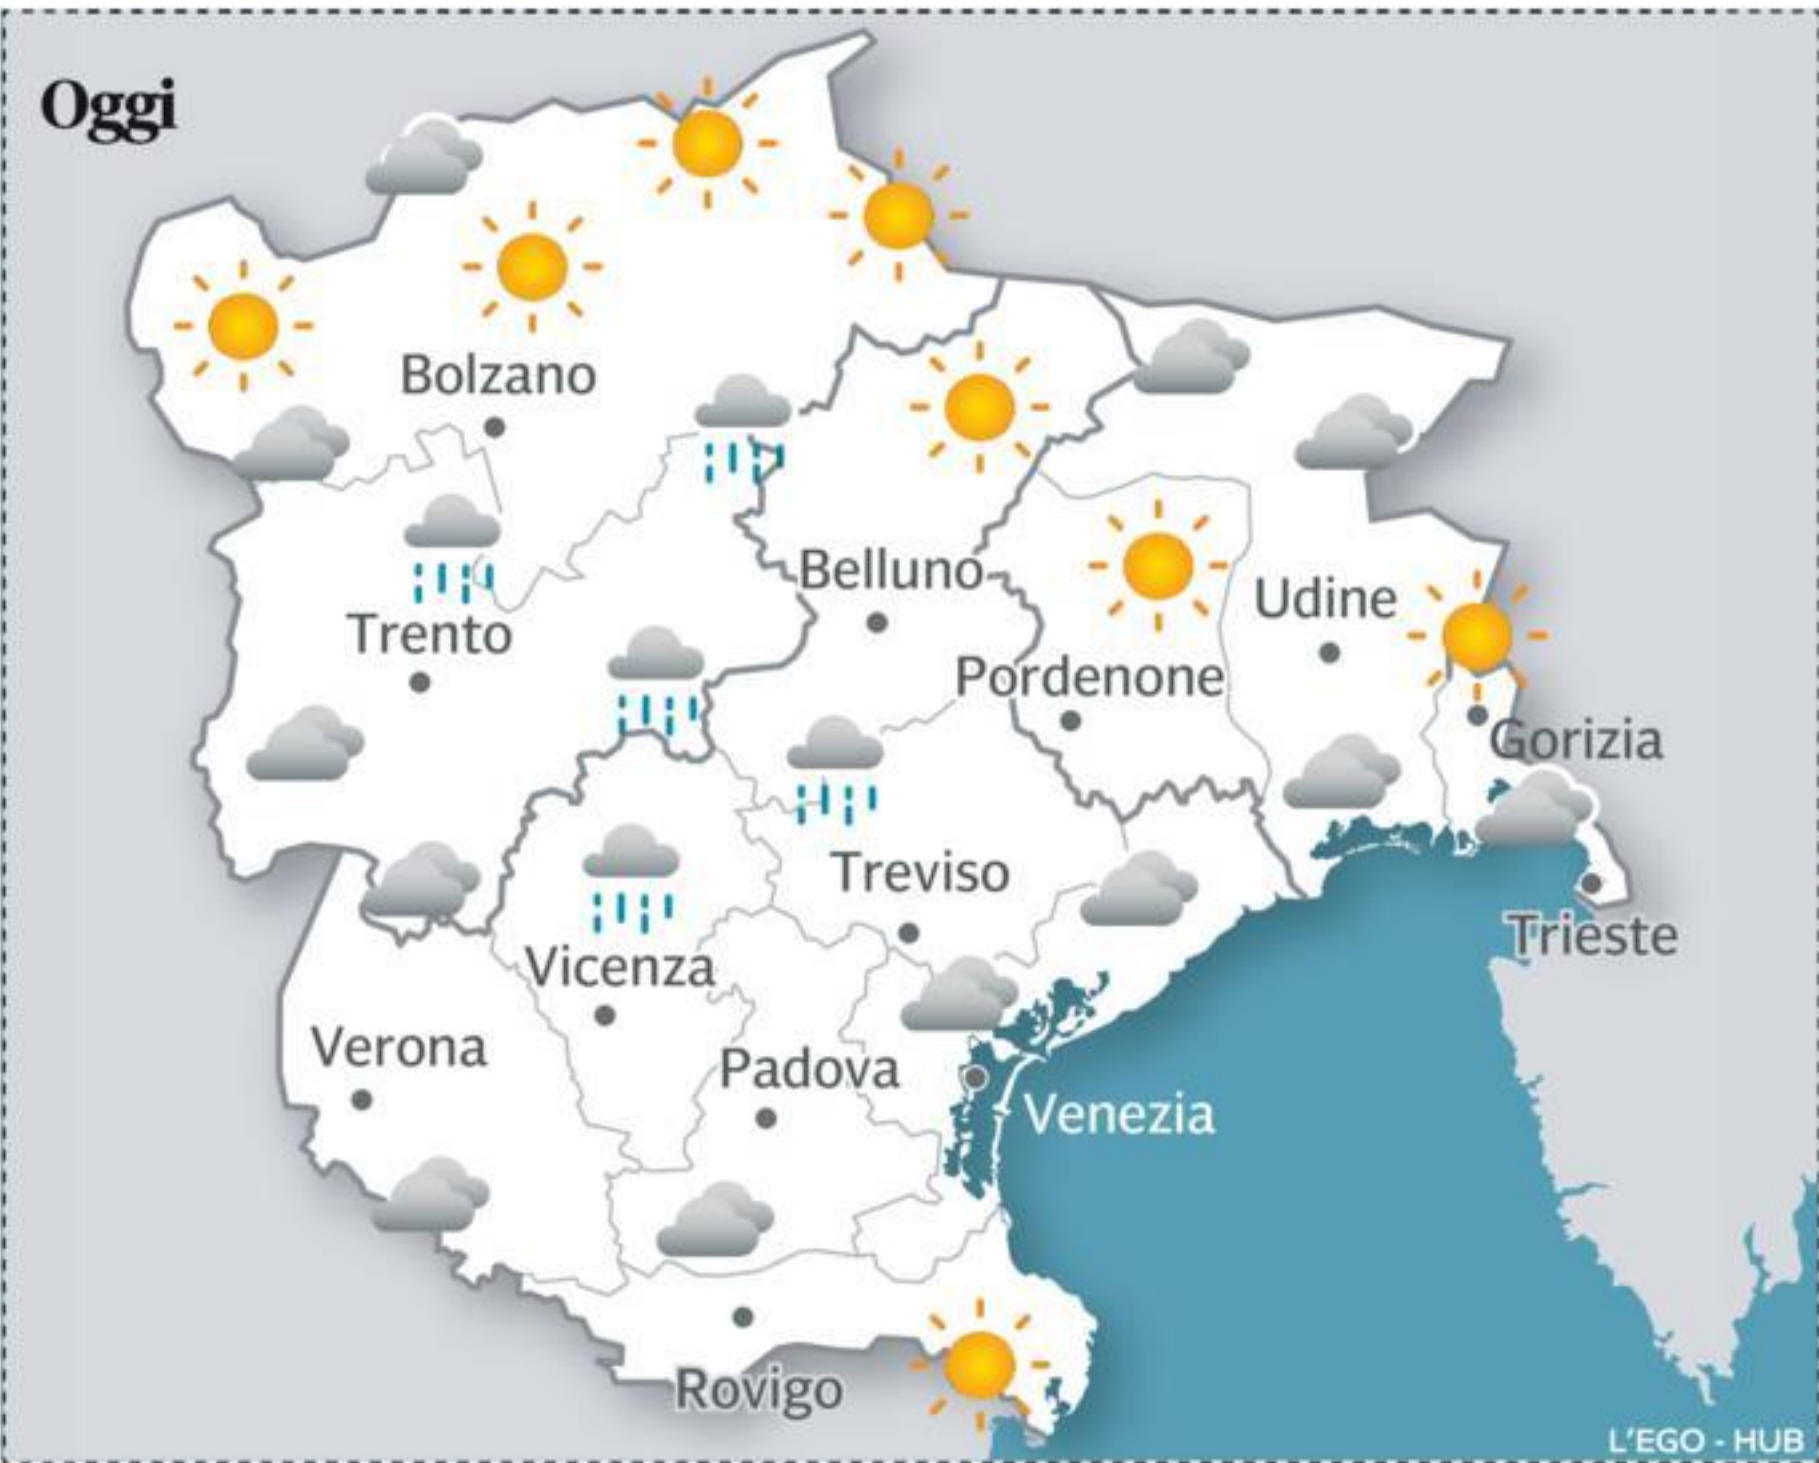 Oggi
Bolzano
Belluno
Udine
Trento
Pordenone
Gorizia
Treviso
Trieste
Vicenza
Verona
Padova
Venezia
Rovigo
L'EGO - HUB